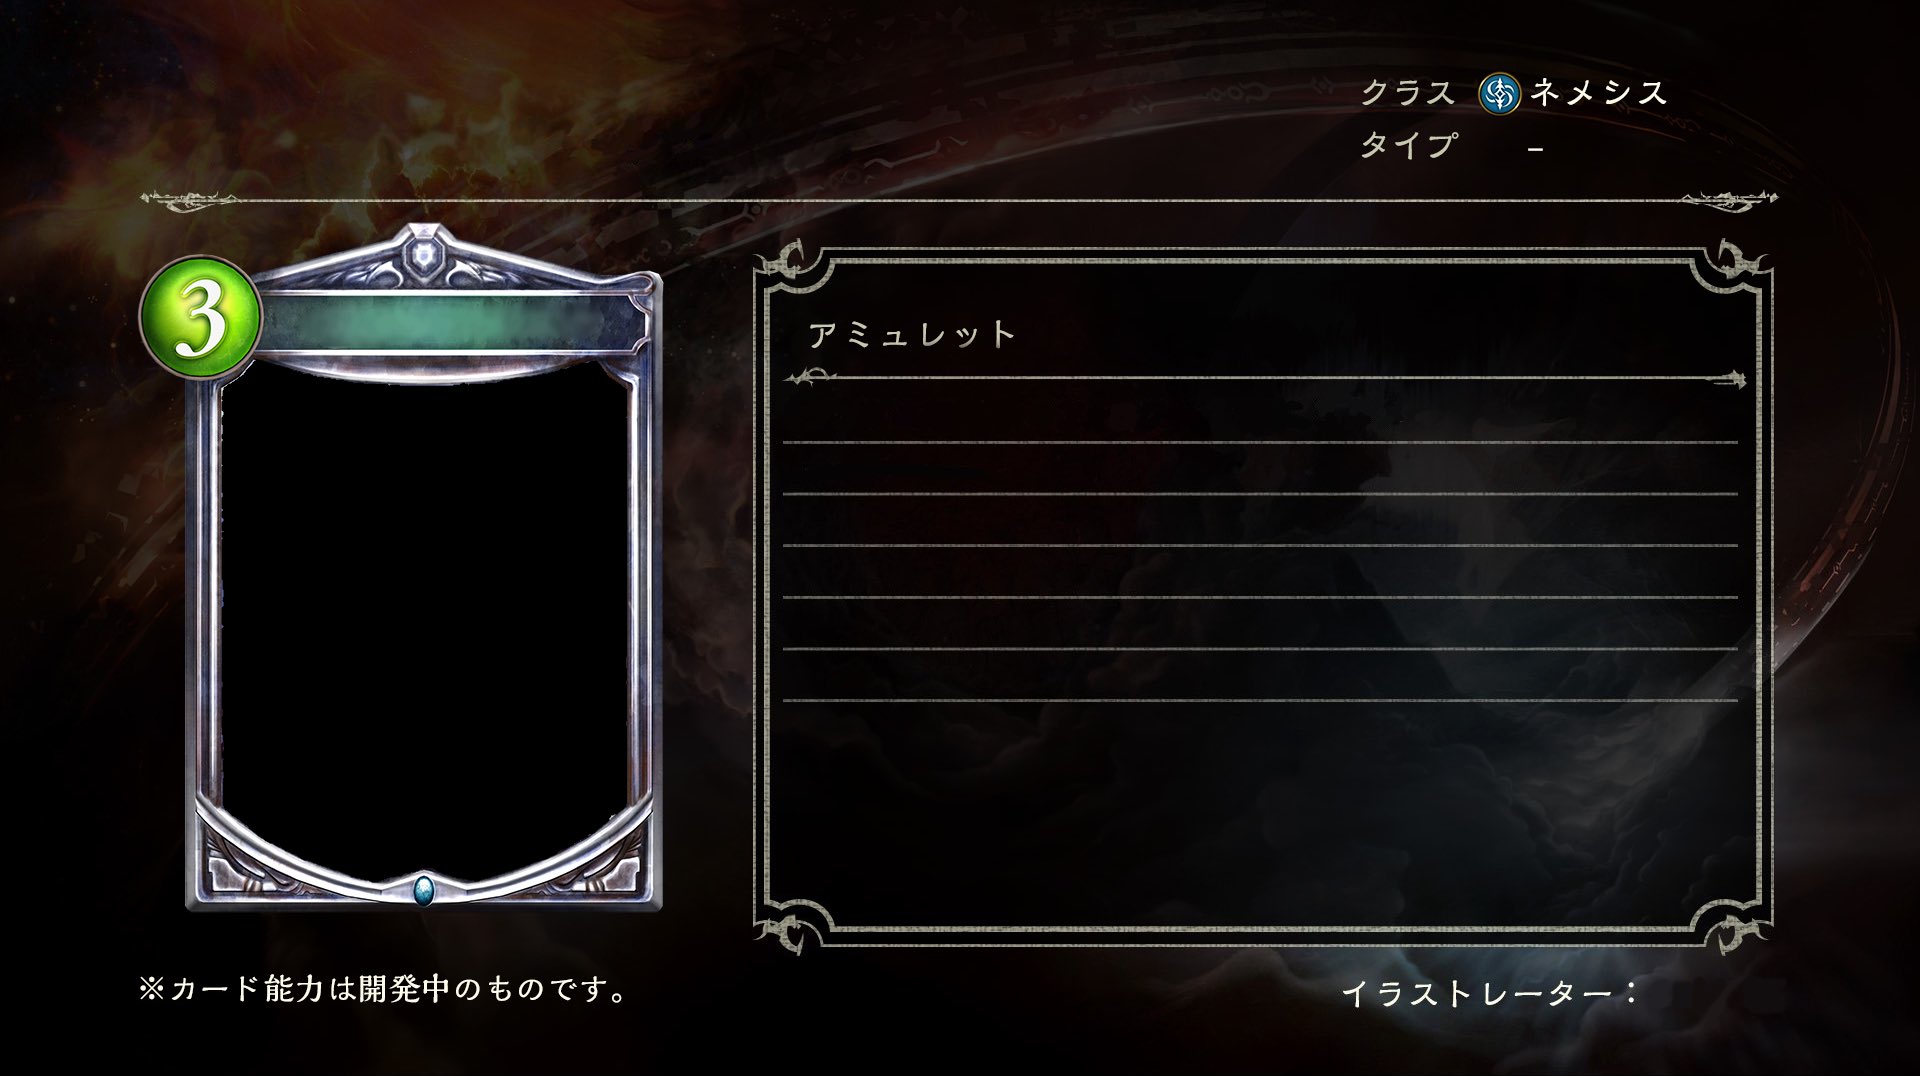 クラス ネメシス
タイプ –
3
アミュレット
※カード能力は開発中のものです。
イラストレーター：